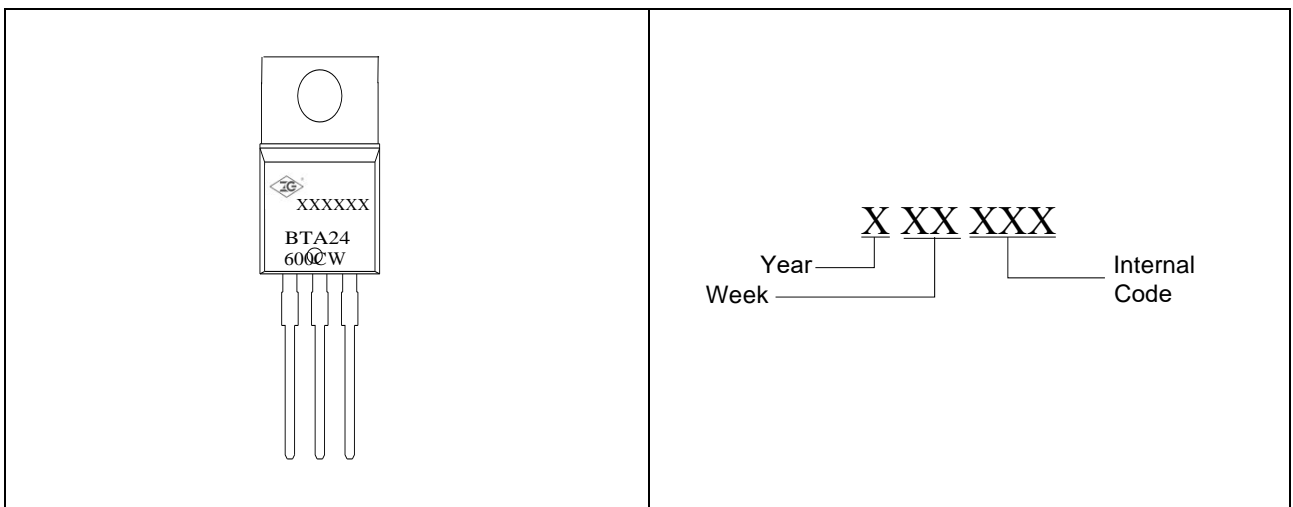 XXXXXX
BTA24
600CW
X XX XXX
Year
Week
Internal
Code